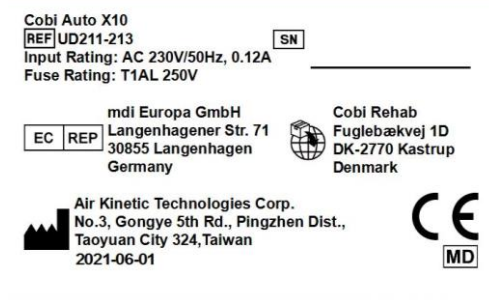 Cobi Auto X10
REF UD211-213
SN
Input Rating: AC 230V/50Hz, 0.12A
Fuse Rating: T1AL 250V
EC REP
mdi Europa GmbH
Langenhagener Str. 71
30855 Langenhagen
Germany
Cobi Rehab
Fuglebækvej 1D
DK-2770 Kastrup
Denmark
Air Kinetic Technologies Corp.
No.3, Gongye 5th Rd., Pingzhen Dist.,
Taoyuan City 324,Taiwan
2021-06-01
CE
MD